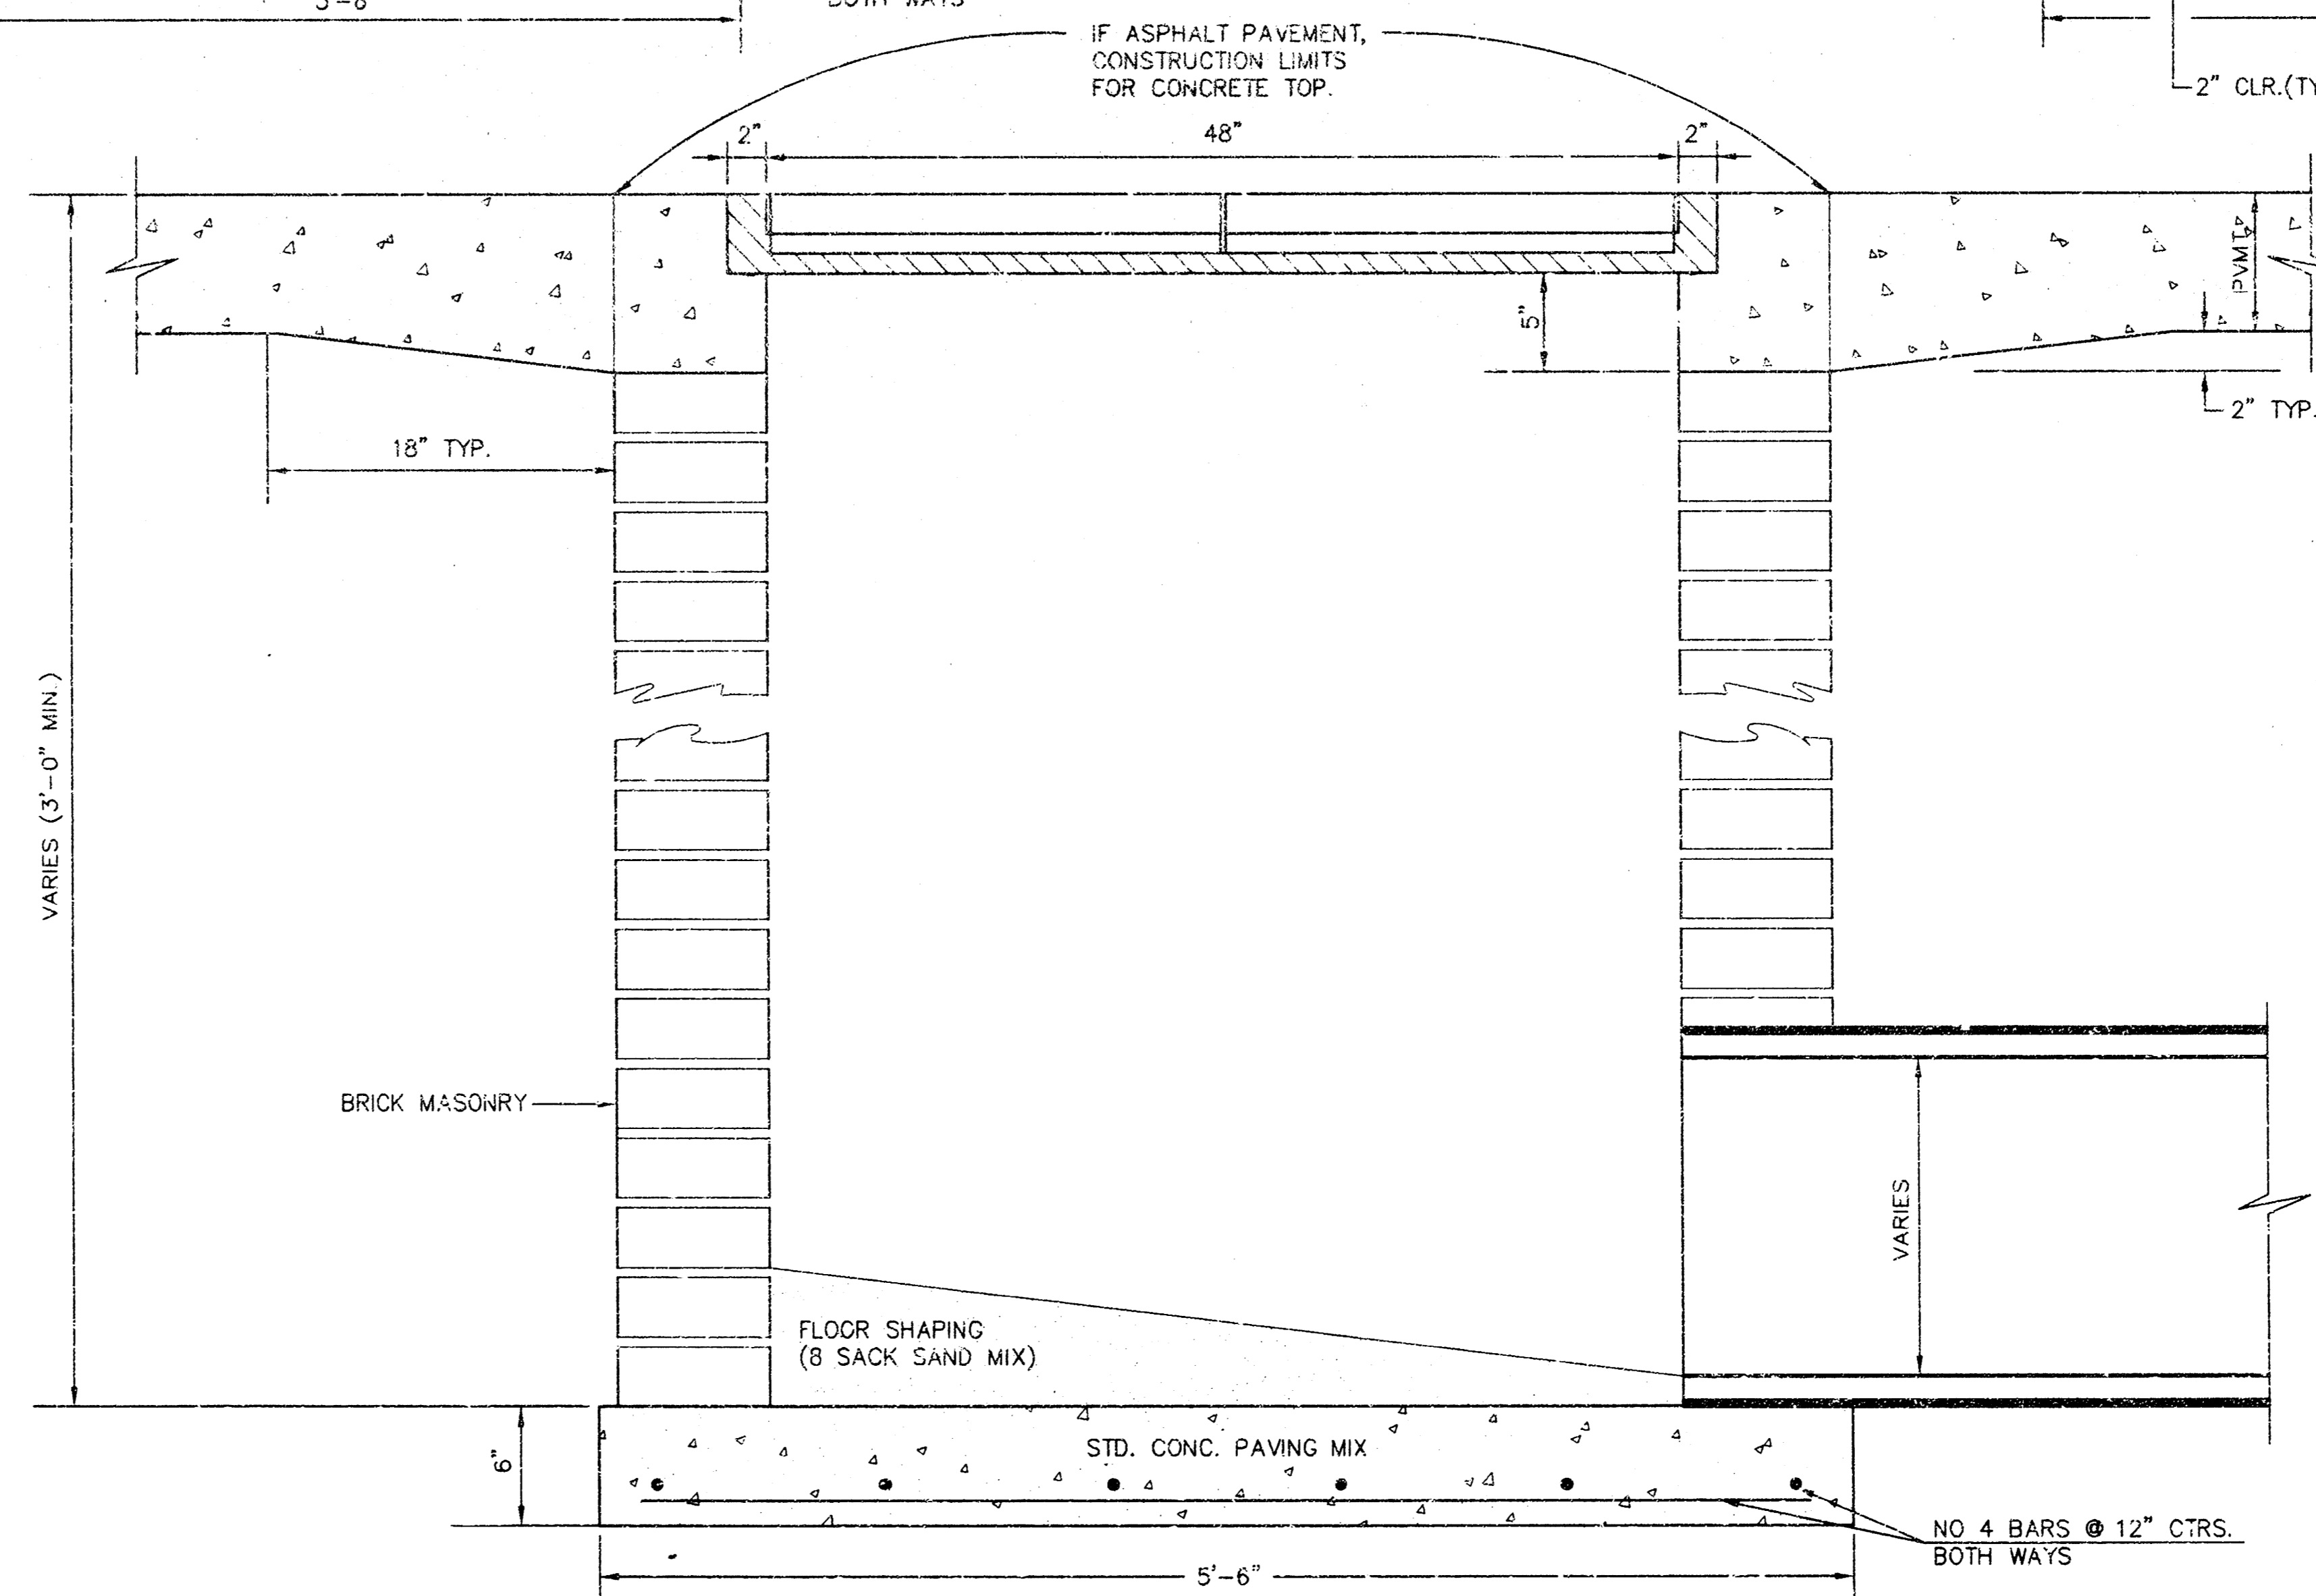 IF ASPHALT PAVEMENT,
CONSTRUCTION LIMITS
FOR CONCRETE TOP.
2" CLR.(TY
2"
48"
2"
PVMT.
5"
2" TYP.
18" TYP.
VARIES (3'-0" MIN.)
BRICK MASONRY
VARIES
FLOOR SHAPING
(8 SACK SAND MIX)
6"
STD. CONC. PAVING MIX
NO 4 BARS @ 12" CTRS.
BOTH WAYS
5'-6"